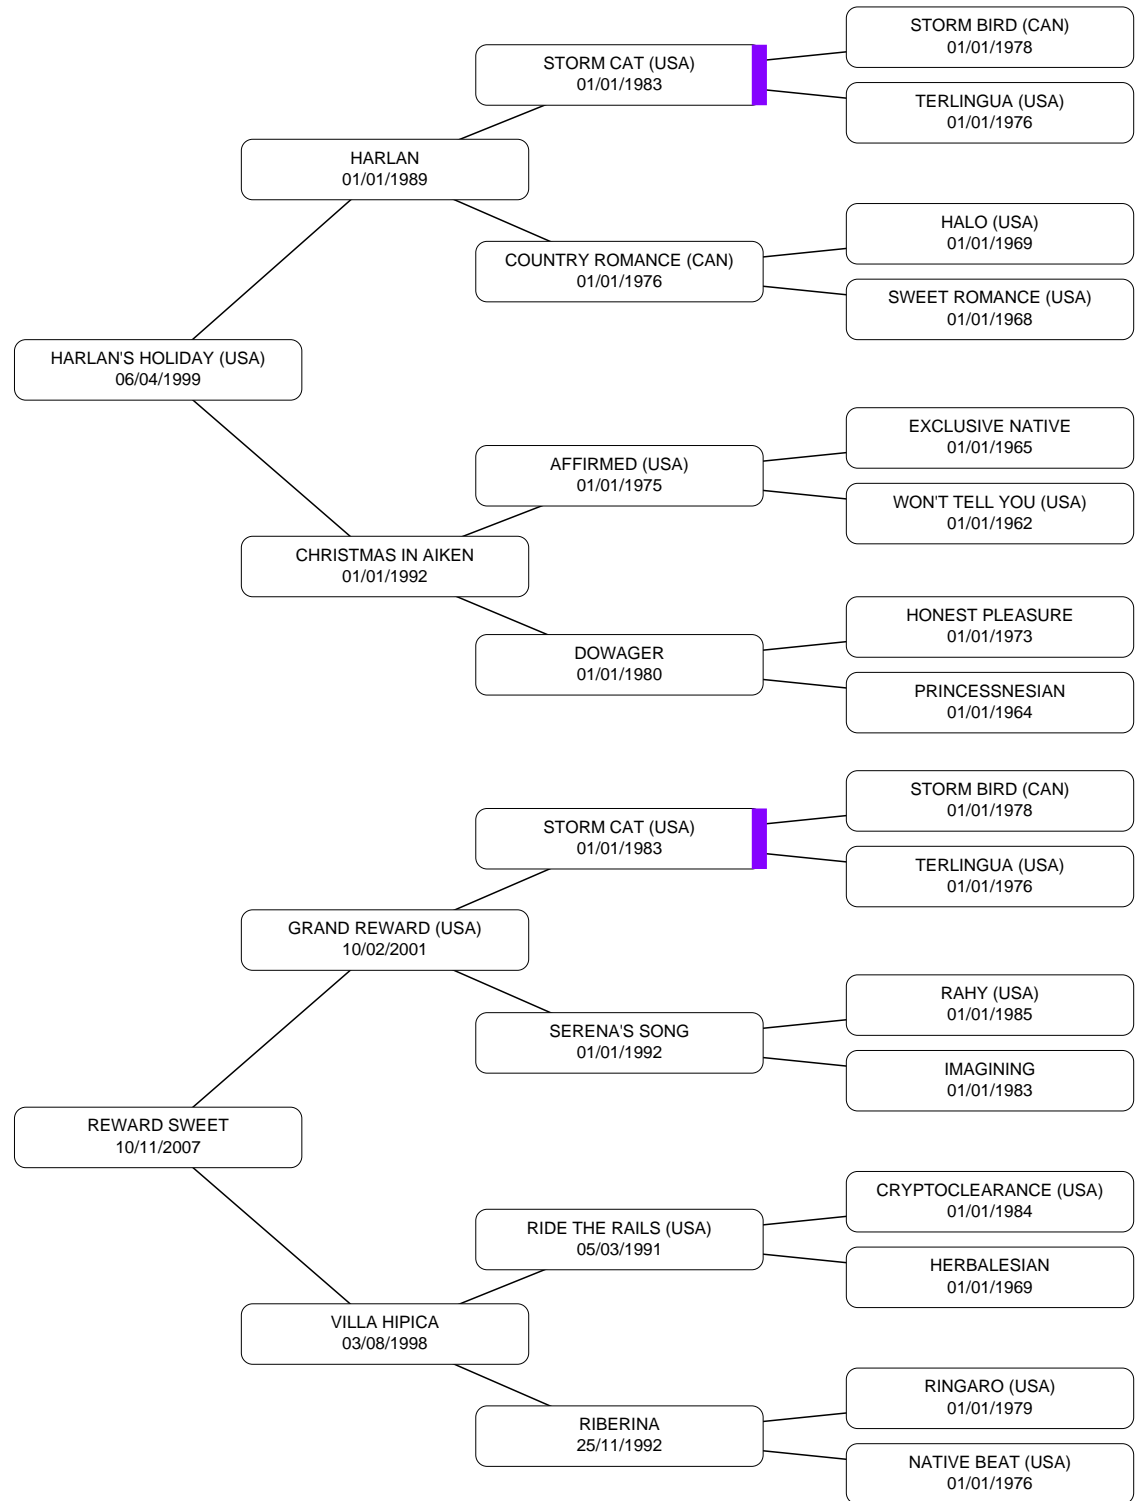 STORM BIRD (CAN)
01/01/1978
STORM CAT (USA)
01/01/1983
TERLINGUA (USA)
01/01/1976
HARLAN
01/01/1989
HALO (USA)
01/01/1969
COUNTRY ROMANCE (CAN)
01/01/1976
SWEET ROMANCE (USA)
01/01/1968
HARLAN'S HOLIDAY (USA)
06/04/1999
EXCLUSIVE NATIVE
01/01/1965
AFFIRMED (USA)
01/01/1975
WON'T TELL YOU (USA)
01/01/1962
CHRISTMAS IN AIKEN
01/01/1992
HONEST PLEASURE
01/01/1973
DOWAGER
01/01/1980
PRINCESSNESIAN
01/01/1964
STORM BIRD (CAN)
01/01/1978
STORM CAT (USA)
01/01/1983
TERLINGUA (USA)
01/01/1976
GRAND REWARD (USA)
10/02/2001
RAHY (USA)
01/01/1985
SERENA'S SONG
01/01/1992
IMAGINING
01/01/1983
REWARD SWEET
10/11/2007
CRYPTOCLEARANCE (USA)
01/01/1984
RIDE THE RAILS (USA)
05/03/1991
HERBALESIAN
01/01/1969
VILLA HIPICA
03/08/1998
RINGARO (USA)
01/01/1979
RIBERINA
25/11/1992
NATIVE BEAT (USA)
01/01/1976